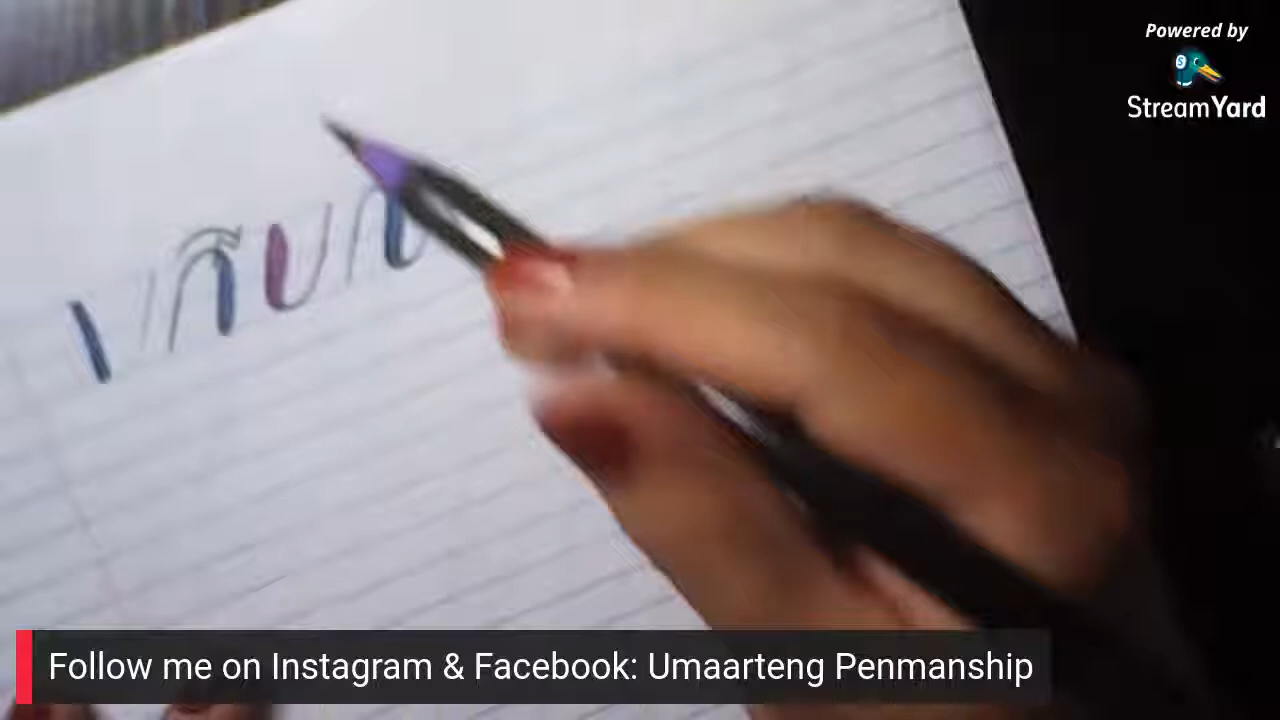 Powered by
StreamYard
Follow me on Instagram & Facebook: Umaarteng Penmanship